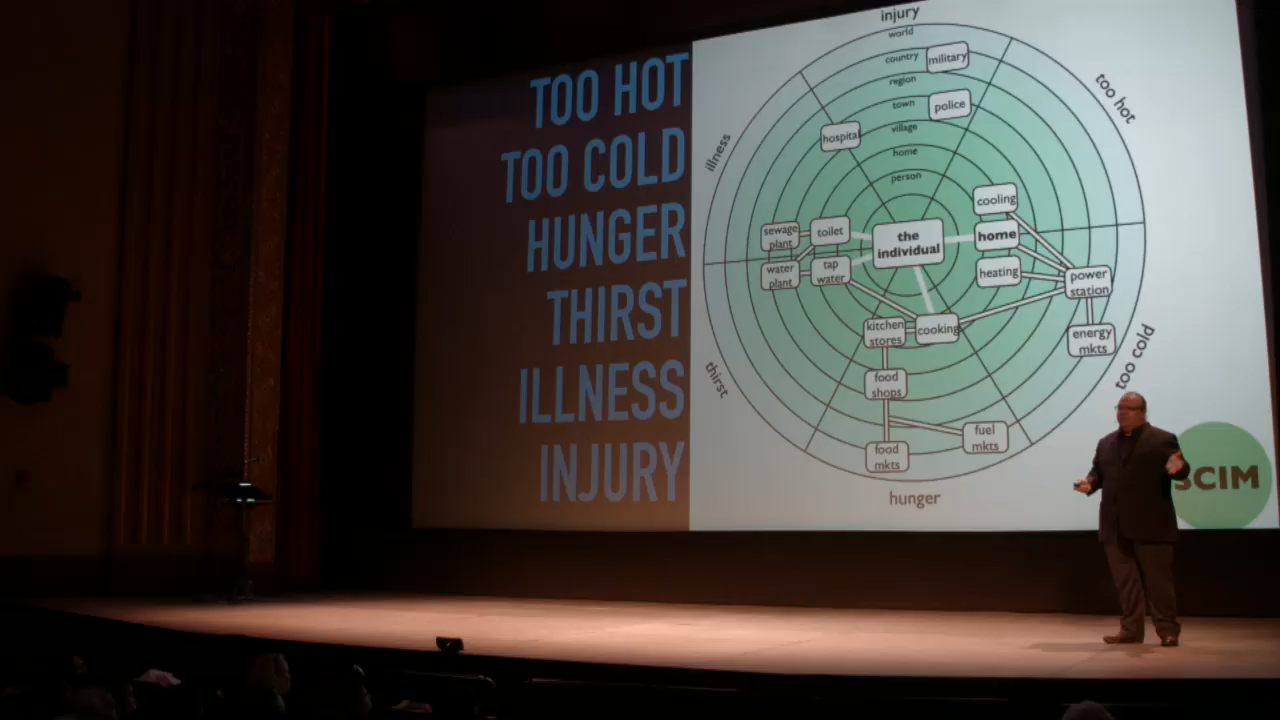 TOO HOT
TOO COLD
HUNGER
THIRST
ILLNESS
INJURY
injury
world
country
military
region
too hot
town
police
village
hospital
illness
home
person
cooling
sewage
plant
toilet
the
individual
home
water
plant
tap
water
heating
power
station
kitchen
stores
cooking
energy
mkts
too cold
thirst
food
shops
fuel
mkts
food
mkts
hunger
SCIM